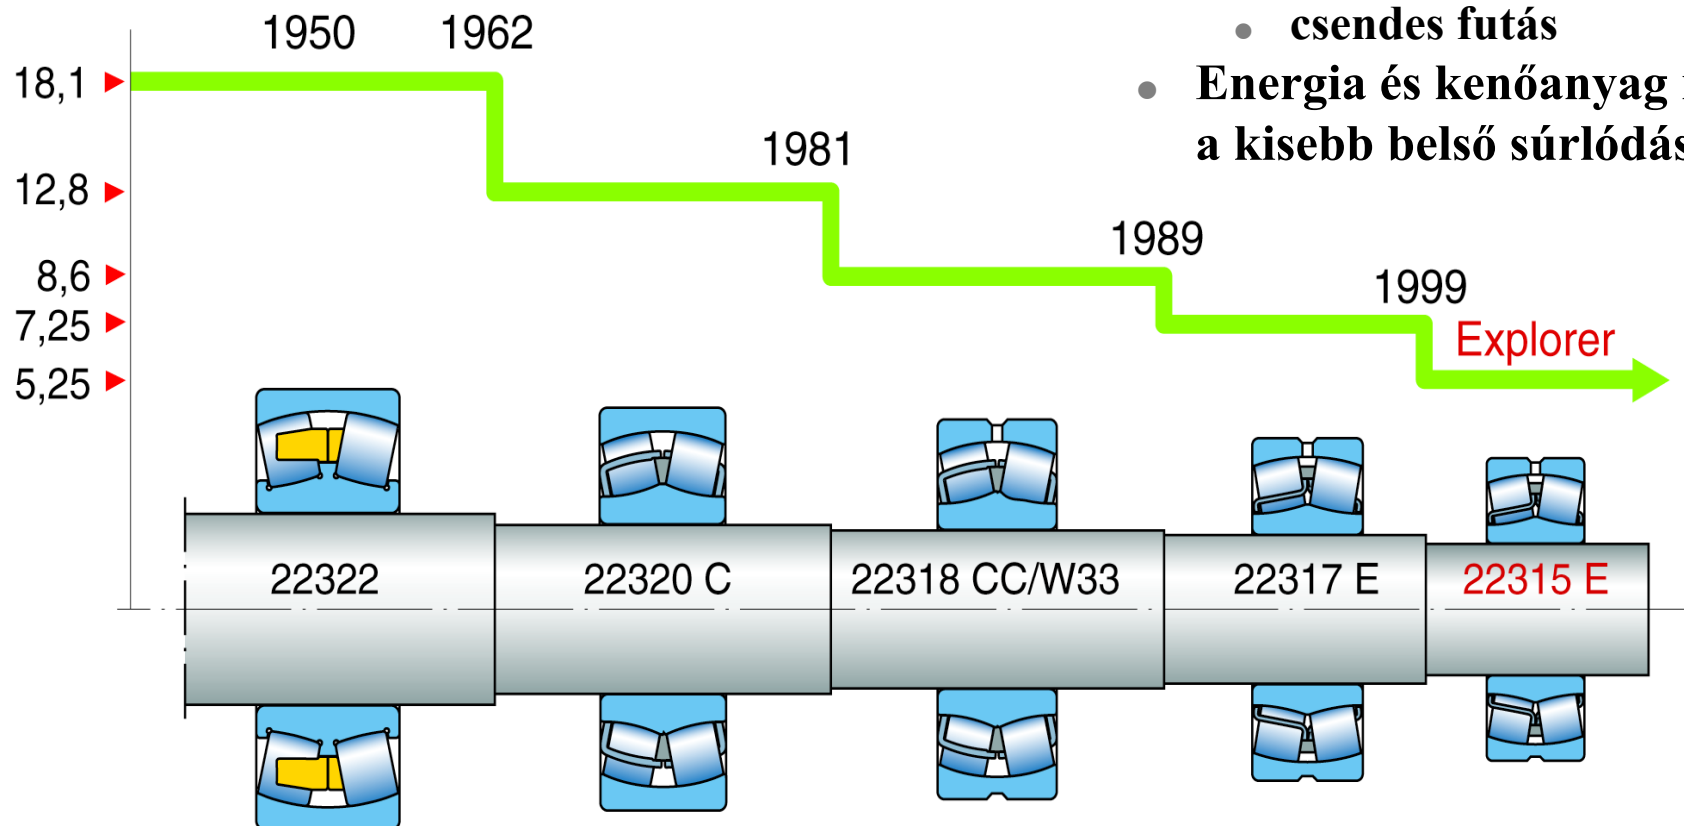 1950
1962
csendes futás
18,1
Energia és kenőanyag
a kisebb belső súrlódás
1981
12,8
1989
8,6
1999
7,25
Explorer
5,25
22322
22320 C
22318 CC/W33
22317 E
22315 E